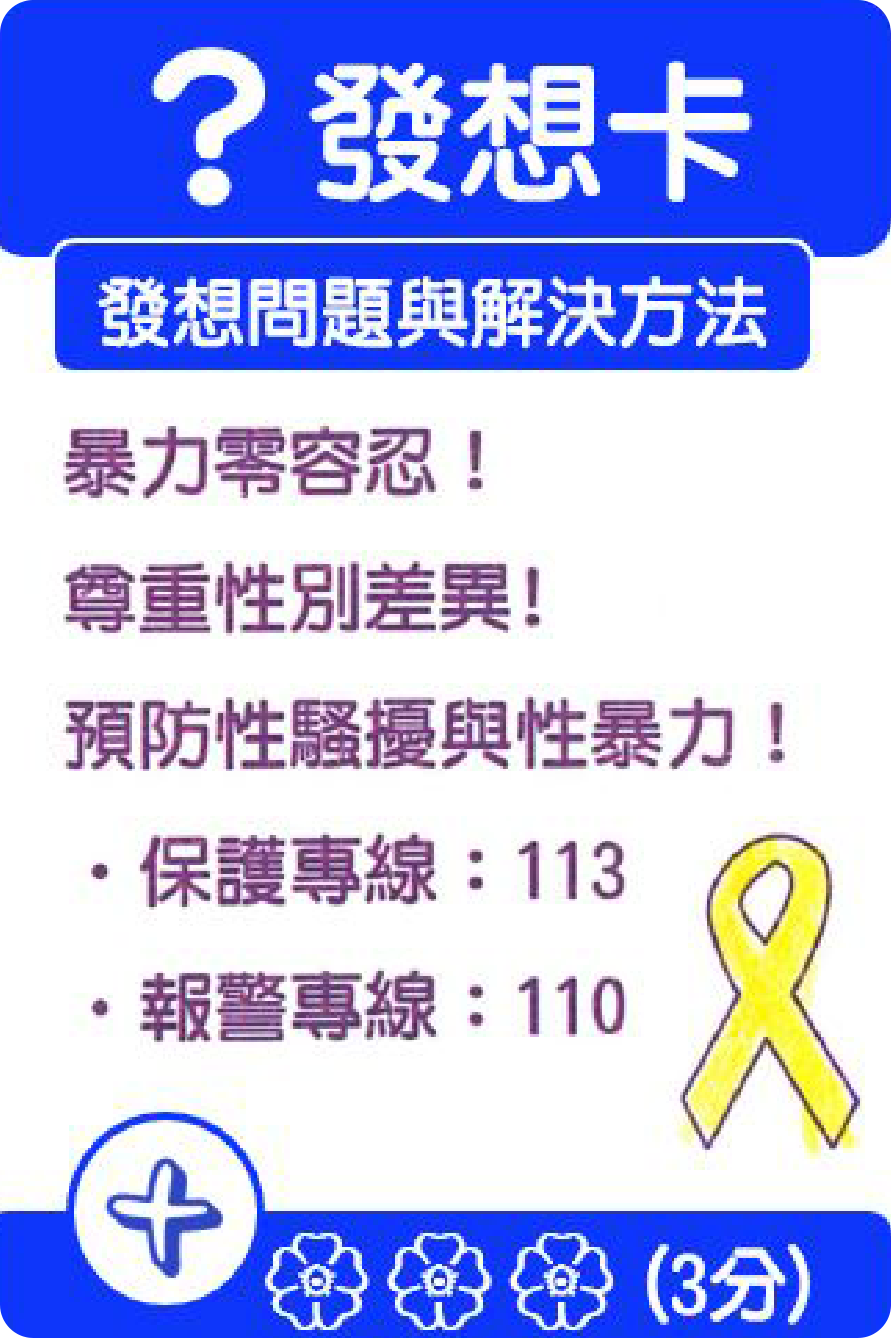 ?發想卡
發想問題與解決方法
暴力零容忍！
尊重性別差異!
預防性騷擾與性暴力！
·保護專線：113
·報警專線：110
+
(3分)